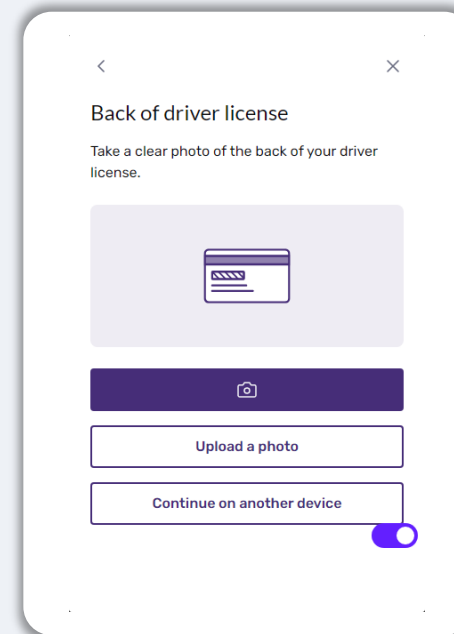 Back of driver license
Take a clear photo of the back of your driver
license.
Upload a photo
Continue on another device